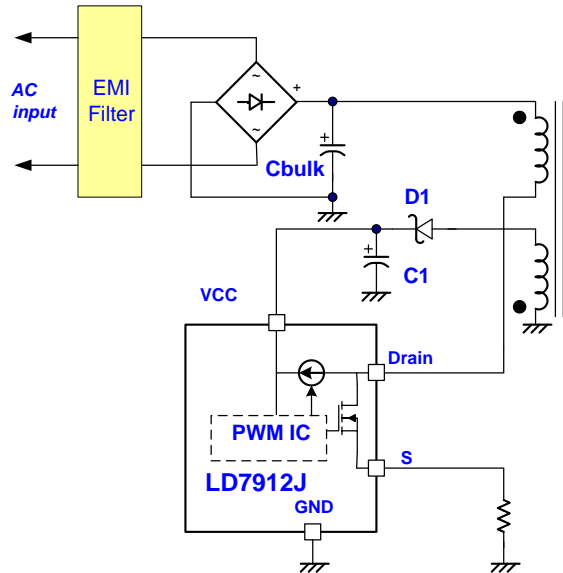 ~
+
AC
input
EMI
Filter
~
+
Cbulk
D1
+
C1
VCC
Drain
PWM IC
S
LD7912J
GND